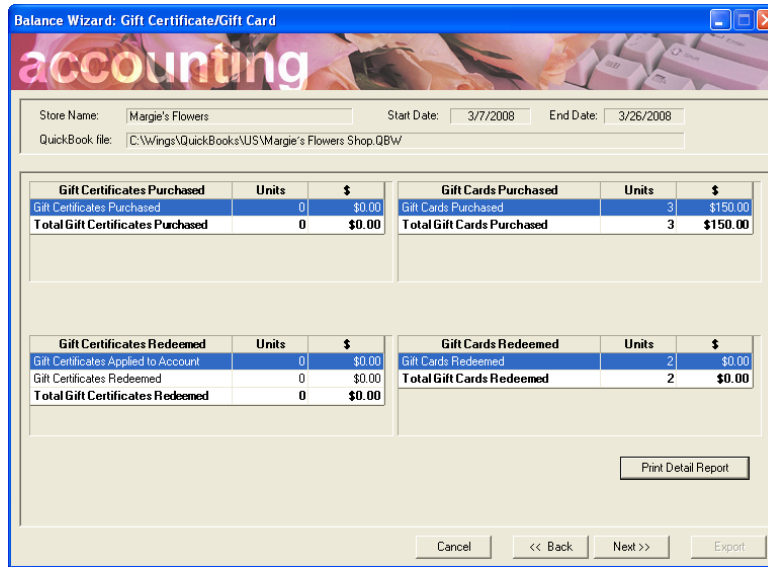 Balance Wizard: Gift Certificate/Gift Card
accounting
Store Name: Margie's Flowers Start Date: 3/7/2008 End Date: 3/26/2008
QuickBook file: C:\Wings\QuickBooks\US\Margie's Flowers Shop.QBW
Gift Certificates Purchased Units $
Gift Certificates Purchased 0 $0.00
Total Gift Certificates Purchased 0 $0.00
Gift Cards Purchased Units $
Gift Cards Purchased 3 $150.00
Total Gift Cards Purchased 3 $150.00
Gift Certificates Redeemed Units $
Gift Certificates Applied to Account 0 $0.00
Gift Certificates Redeemed 0 $0.00
Total Gift Certificates Redeemed 0 $0.00
Gift Cards Redeemed Units $
Gift Cards Redeemed 2 $0.00
Total Gift Cards Redeemed 2 $0.00
Print Detail Report
Cancel << Back Next >> Export